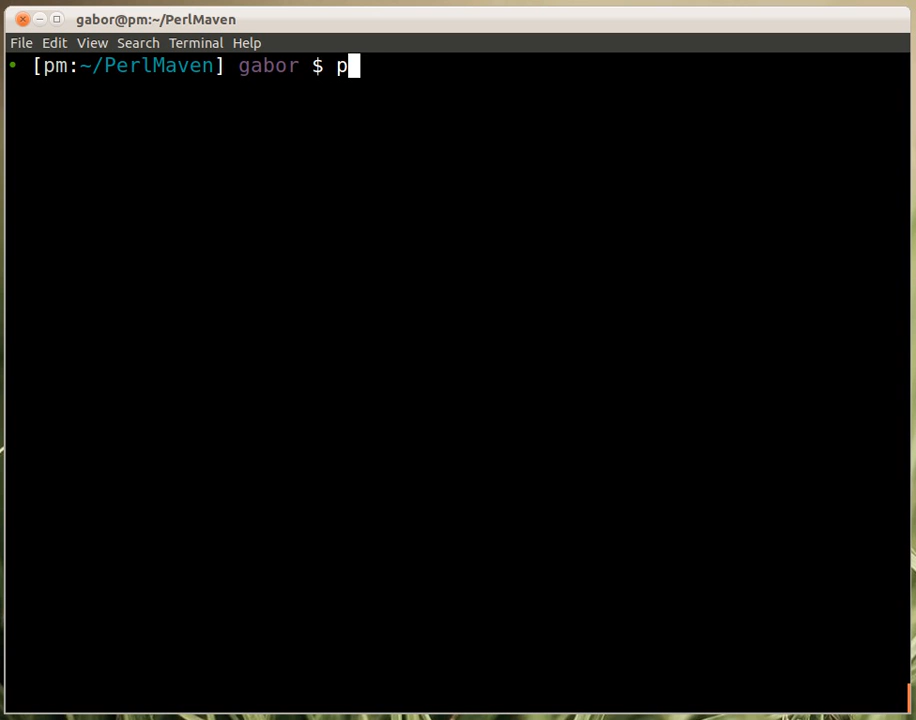 gabor@pm:~/PerlMaven
File Edit View Search Terminal Help
[pm:~/PerlMaven] gabor $ p